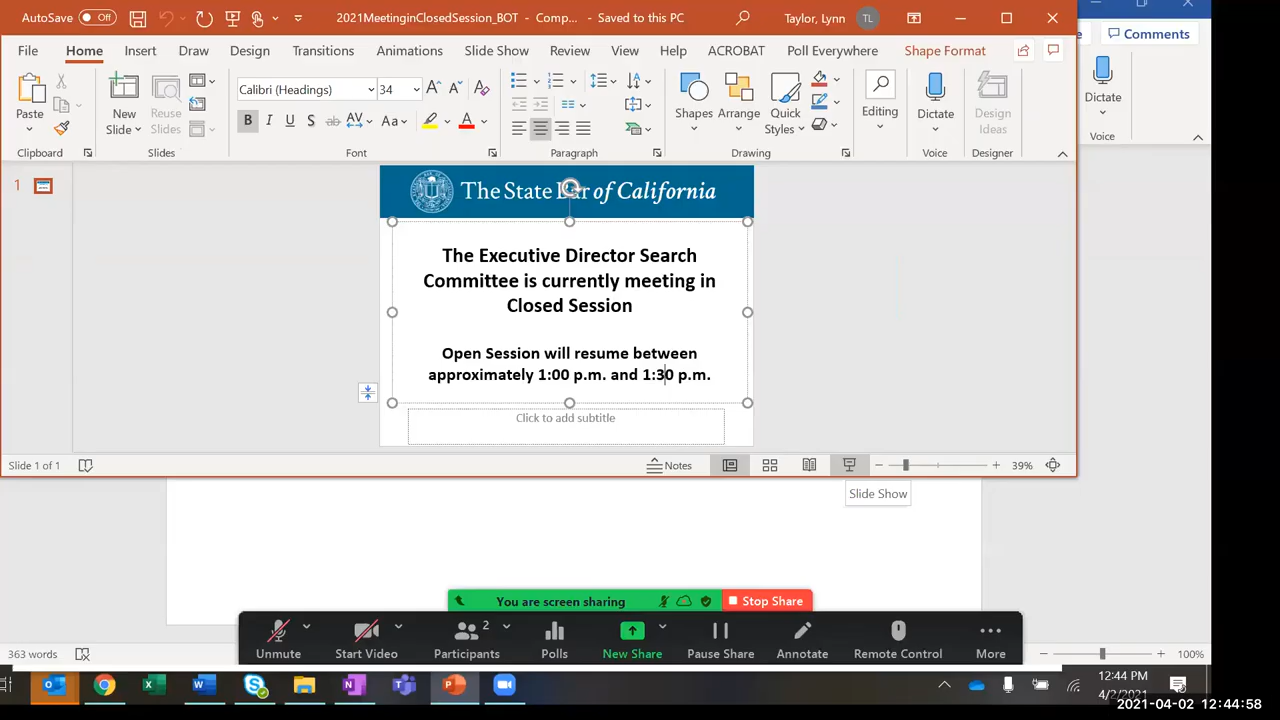 AutoSave Off 2021MeetinginClosedSession_BOT - Comp... - Saved to this PC Taylor, Lynn TL
File Home Insert Draw Design Transitions Animations Slide Show Review View Help ACROBAT Poll Everywhere Shape Format Comments
Calibri (Headings) 34
Paste New Slide Reuse Slides Shapes Arrange Quick Styles Editing Dictate Design Ideas Dictate
B I U S ab AV Aa A
Clipboard Slides Font Paragraph Drawing Voice Designer Voice
1
The State Bar of California
The Executive Director Search
Committee is currently meeting in
Closed Session
Open Session will resume between
approximately 1:00 p.m. and 1:30 p.m.
Click to add subtitle
Slide 1 of 1 Notes 39%
Slide Show
You are screen sharing Stop Share
2
Unmute Start Video Participants Polls New Share Pause Share Annotate Remote Control More
363 words 100%
12:44 PM
4/2/2021
2021-04-02 12:44:58